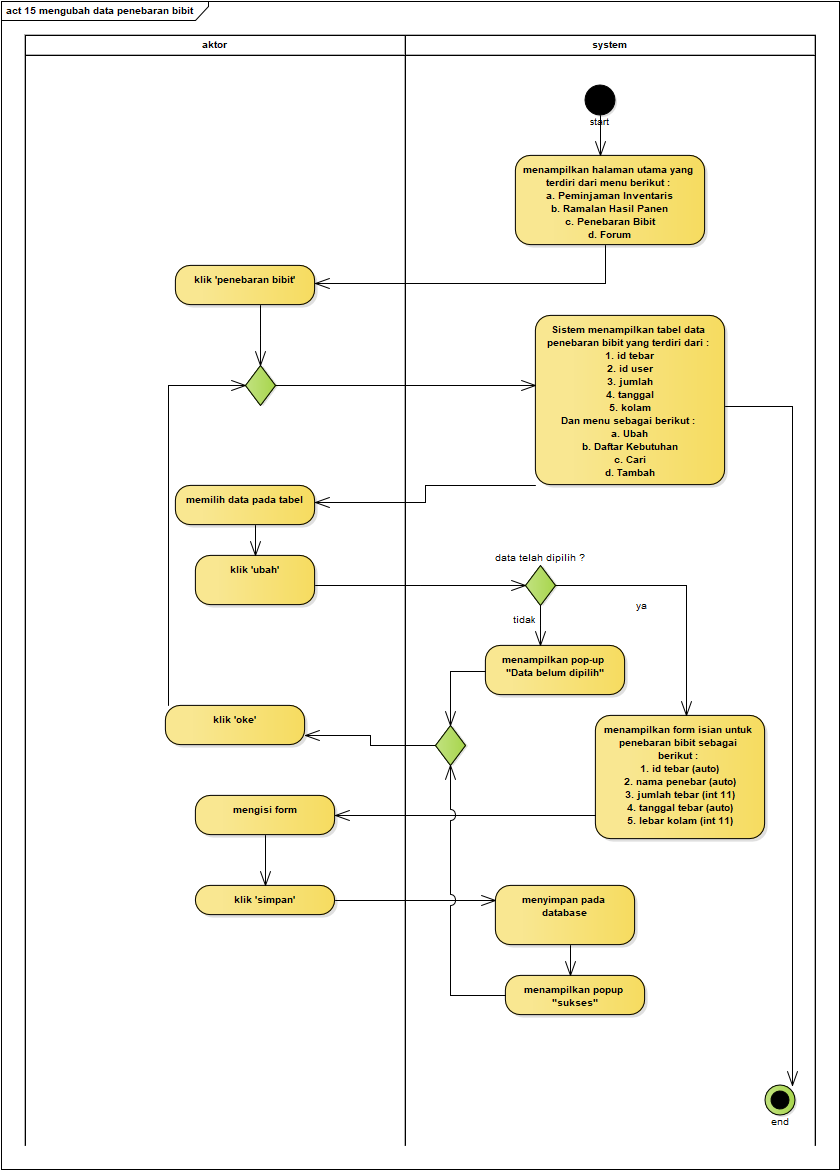 act 15 mengubah data penebaran bibit
aktor
system
start
menampilkan halaman utama yang
terdiri dari menu berikut :
a. Peminjaman Inventaris
b. Ramalan Hasil Panen
c. Penebaran Bibit
d. Forum
klik 'penebaran bibit'
Sistem menampilkan tabel data
penebaran bibit yang terdiri dari :
1. id tebar
2. id user
3. jumlah
4. tanggal
5. kolam
Dan menu sebagai berikut :
a. Ubah
b. Daftar Kebutuhan
c. Cari
d. Tambah
memilih data pada tabel
klik 'ubah'
data telah dipilih ?
ya
tidak
menampilkan pop-up
"Data belum dipilih"
klik 'oke'
menampilkan form isian untuk
penebaran bibit sebagai
berikut :
1. id tebar (auto)
2. nama penebar (auto)
3. jumlah tebar (int 11)
4. tanggal tebar (auto)
5. lebar kolam (int 11)
mengisi form
klik 'simpan'
menyimpan pada
database
menampilkan popup
"sukses"
end